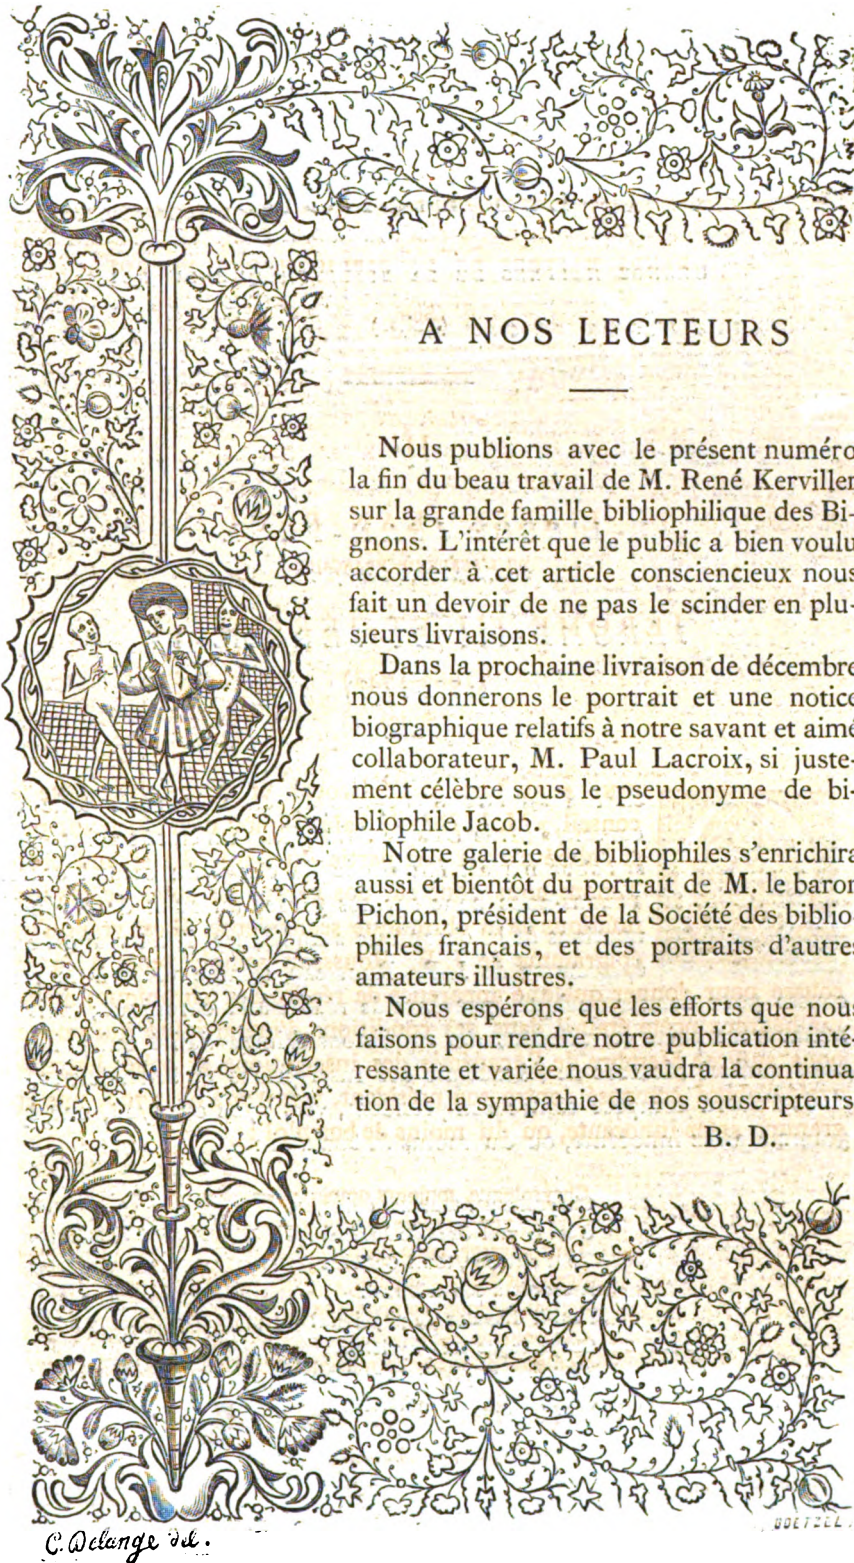 A NOS LECTEURS
Nous publions avec le présent numéro
la fin du beau travail de M. René Kerviler
sur la grande famille bibliophilique des Bi-
gnons. L'intérêt que le public a bien voulu
accorder à cet article consciencieux nous
fait un devoir de ne pas le scinder en plu-
sieurs livraisons.
Dans la prochaine livraison de décembre
nous donnerons le portrait et une notice
biographique relatifs à notre savant et aimé
collaborateur, M. Paul Lacroix, si juste-
ment célèbre sous le pseudonyme de bi-
bliophile Jacob.
Notre galerie de bibliophiles s'enrichira
aussi et bientôt du portrait de M. le baron
Pichon, président de la Société des biblio
philes français, et des portraits d'autres
amateurs illustres.
Nous espérons que les efforts que nous
faisons pour rendre notre publication inté-
ressante et variée nous vaudra la continua
tion de la sympathie de nos souscripteurs
B. D.
BOETZEL.
C. Delange del.